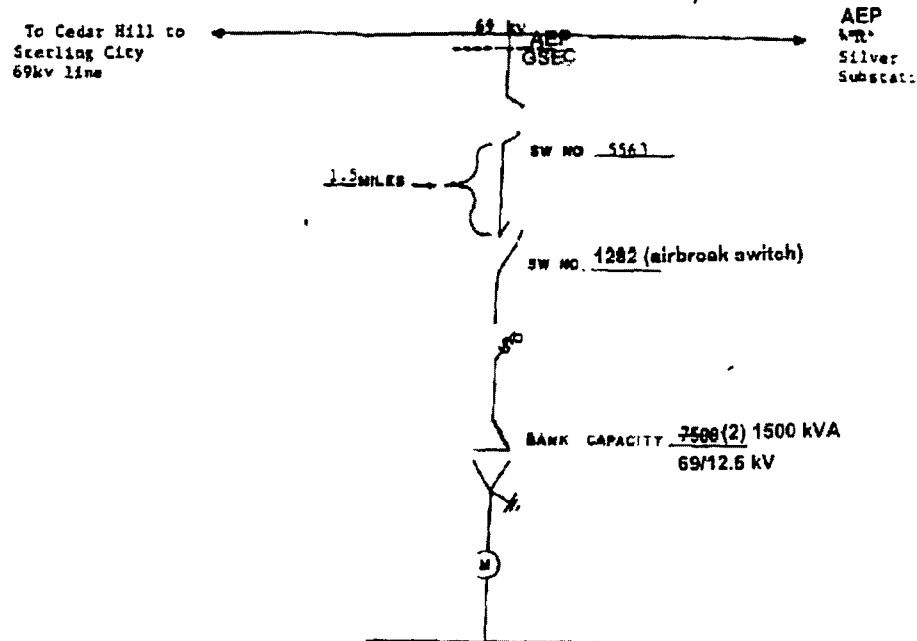 To Cedar Hill to
Sterling City
69kv line
69 KV
AEP
GSEC
AEP
Silver
Substat
SW NO 5563
1.5 MILES
SW NO. 1282 (airbreak switch)
BANK CAPACITY 7500 (2) 1500 kVA
69/12.5 kV
M